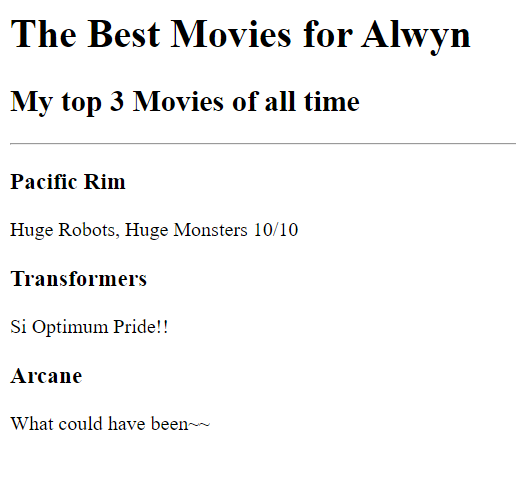 The Best Movies for Alwyn
My top 3 Movies of all time
Pacific Rim
Huge Robots, Huge Monsters 10/10
Transformers
Si Optimum Pride!!
Arcane
What could have been~~